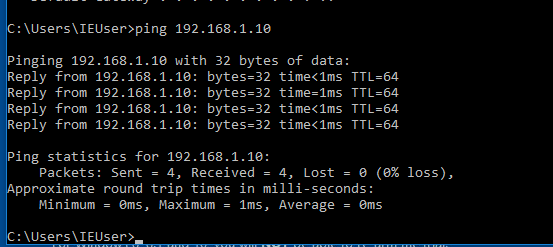 C:\Users\IEUser>ping 192.168.1.10
Pinging 192.168.1.10 with 32 bytes of data:
Reply from 192.168.1.10: bytes=32 time<1ms TTL=64
Reply from 192.168.1.10: bytes=32 time=1ms TTL=64
Reply from 192.168.1.10: bytes=32 time<1ms TTL=64
Reply from 192.168.1.10: bytes=32 time<1ms TTL=64
Ping statistics for 192.168.1.10:
Packets: Sent = 4, Received = 4, Lost = 0 (0% loss),
Approximate round trip times in milli-seconds:
Minimum = 0ms, Maximum = 1ms, Average = 0ms
C:\Users\IEUser>